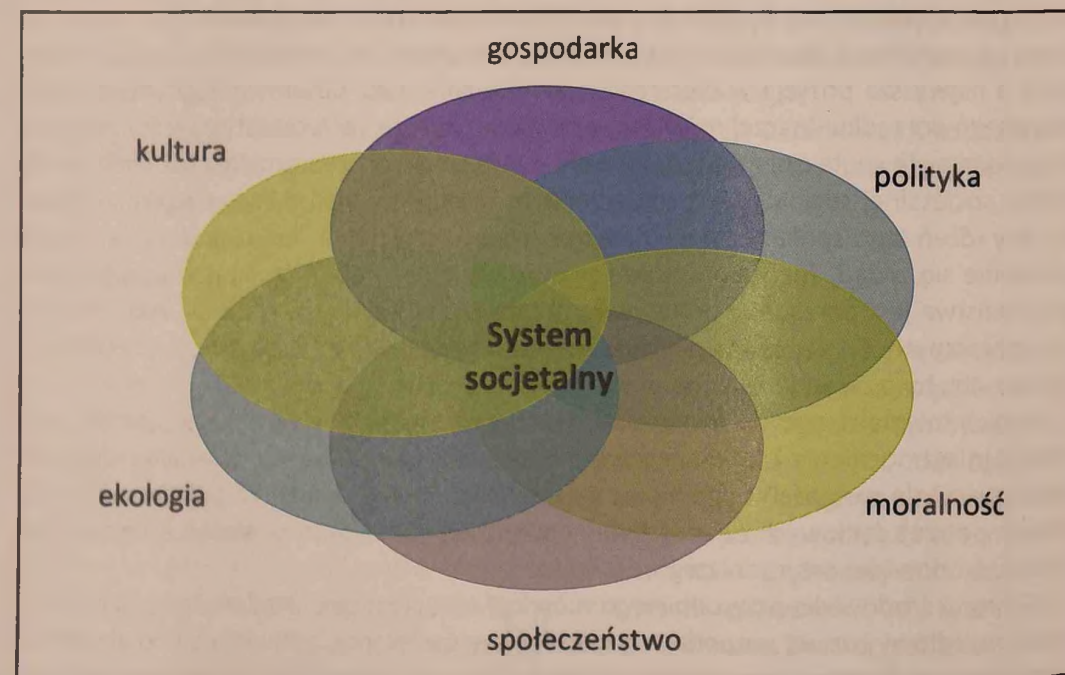 gospodarka
kultura
polityka
System
socjetalny
ekologia
moralność
społeczeństwo